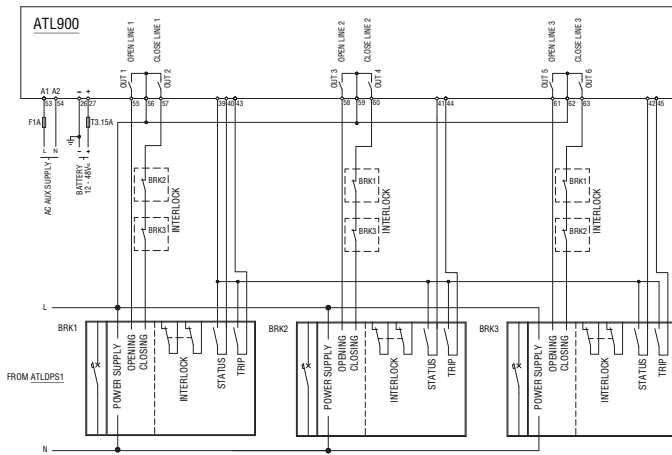 ATL900
OPEN LINE 1
CLOSE LINE 1
OPEN LINE 2
CLOSE LINE 2
OPEN LINE 3
CLOSE LINE 3
OUT 1
OUT 2
OUT 3
OUT 4
OUT 5
OUT 6
A1 A2 - +
53 54 26 27 55 56 57 39 40 43 58 59 60 41 44 61 62 63 42 45
F1A
T3.15A
L N - +
AC AUX SUPPLY
BATTERY
12 - 48V=
BRK2
BRK3
INTERLOCK
BRK1
BRK3
INTERLOCK
BRK1
BRK2
INTERLOCK
L
BRK1
POWER SUPPLY
OPENING
CLOSING
INTERLOCK
STATUS
TRIP
BRK2
POWER SUPPLY
OPENING
CLOSING
INTERLOCK
STATUS
TRIP
BRK3
POWER SUPPLY
OPENING
CLOSING
INTERLOCK
STATUS
TRIP
FROM ATLDPS1
N